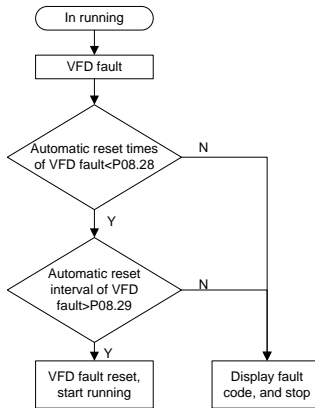 In running
VFD fault
Automatic reset times
of VFD fault<P08.28
N
Y
Automatic reset
interval of VFD
fault>P08.29
N
Y
VFD fault reset,
start running
Display fault
code, and stop